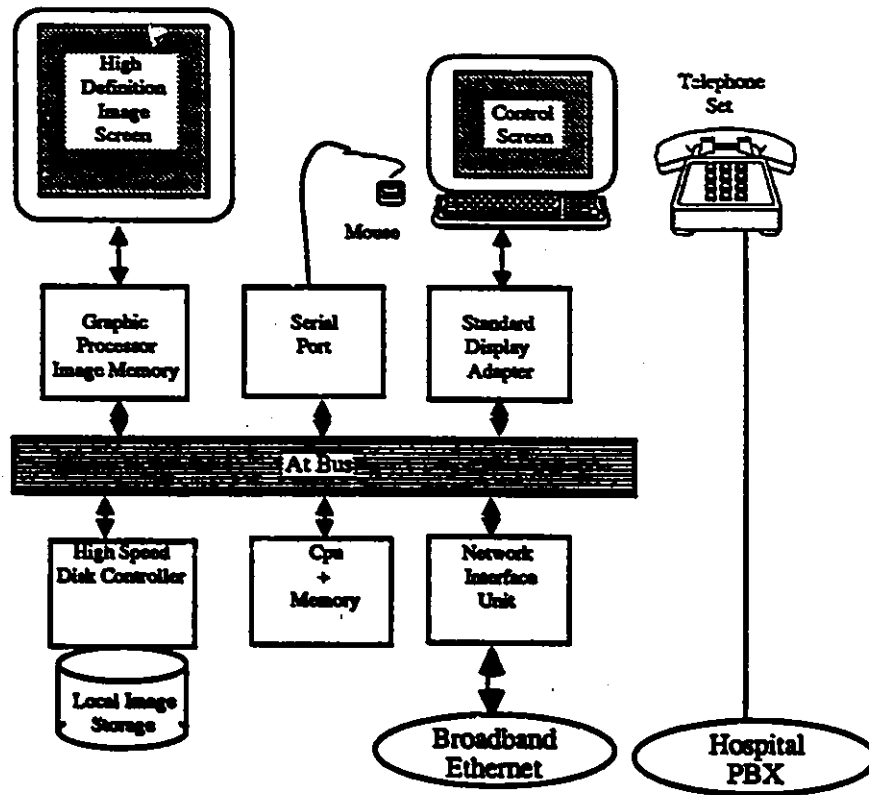 High
Definition
Image
Screen
Control
Screen
Telephone
Set
Mouse
Graphic
Processor
Image Memory
Serial
Port
Standard
Display
Adapter
At Bus
High Speed
Disk Controller
Cpu
+
Memory
Network
Interface
Unit
Local Image
Storage
Broadband
Ethernet
Hospital
PBX